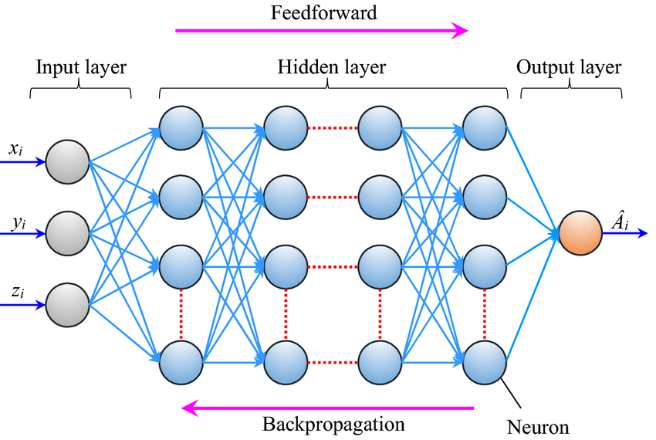 Feedforward
Input layer
Hidden layer
Output layer
xᵢ
yᵢ
zᵢ
Âᵢ
Backpropagation
Neuron